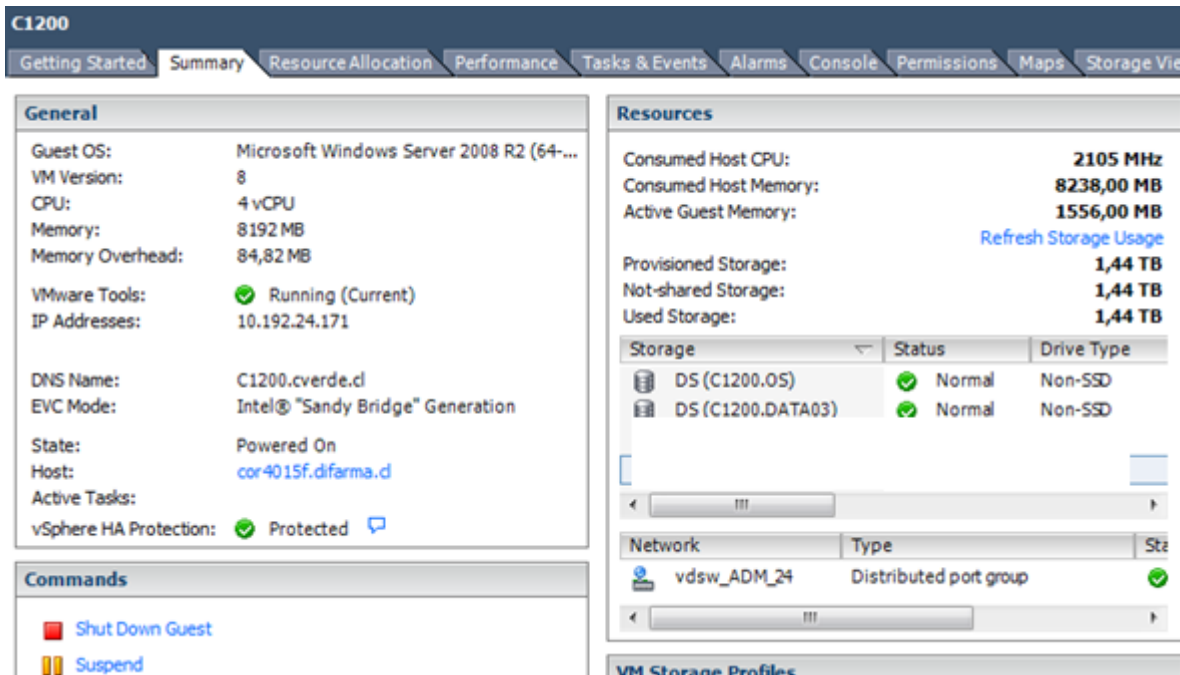 C1200
Getting Started Summary Resource Allocation Performance Tasks & Events Alarms Console Permissions Maps Storage Vie
General
Guest OS: Microsoft Windows Server 2008 R2 (64-...
VM Version: 8
CPU: 4 vCPU
Memory: 8192 MB
Memory Overhead: 84,82 MB
VMware Tools: Running (Current)
IP Addresses: 10.192.24.171
DNS Name: C1200.cverde.cl
EVC Mode: Intel® "Sandy Bridge" Generation
State: Powered On
Host: cor4015f.difarma.cl
Active Tasks:
vSphere HA Protection: Protected
Commands
Shut Down Guest
Suspend
Resources
Consumed Host CPU: 2105 MHz
Consumed Host Memory: 8238,00 MB
Active Guest Memory: 1556,00 MB
Refresh Storage Usage
Provisioned Storage: 1,44 TB
Not-shared Storage: 1,44 TB
Used Storage: 1,44 TB
Storage Status Drive Type
DS (C1200.OS) Normal Non-SSD
DS (C1200.DATA03) Normal Non-SSD
Network Type Sta
vdsw_ADM_24 Distributed port group
VM Storage Profiles